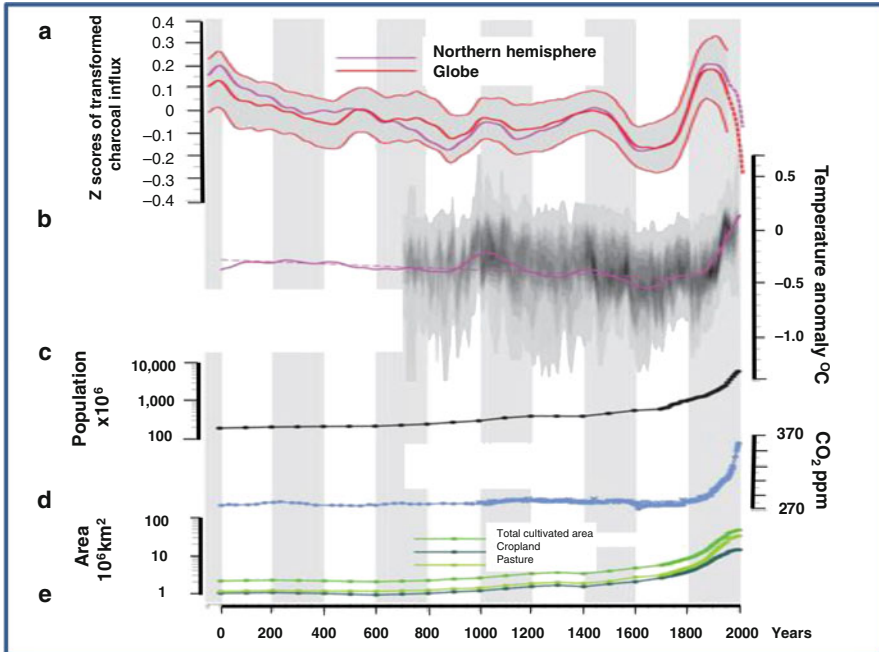 a
Z scores of transformed
charcoal influx
0.4
0.3
0.2
0.1
0
−0.1
−0.2
−0.3
−0.4
Northern hemisphere
Globe
b
0.5
0
−0.5
−1.0
Temperature anomaly ⁰C
c
Population
x10⁶
10,000
1,000
100
370
270
CO₂ ppm
d
Area
10⁶km²
100
10
1
Total cultivated area
Cropland
Pasture
e
0 200 400 600 800 1000 1200 1400 1600 1800 2000 Years